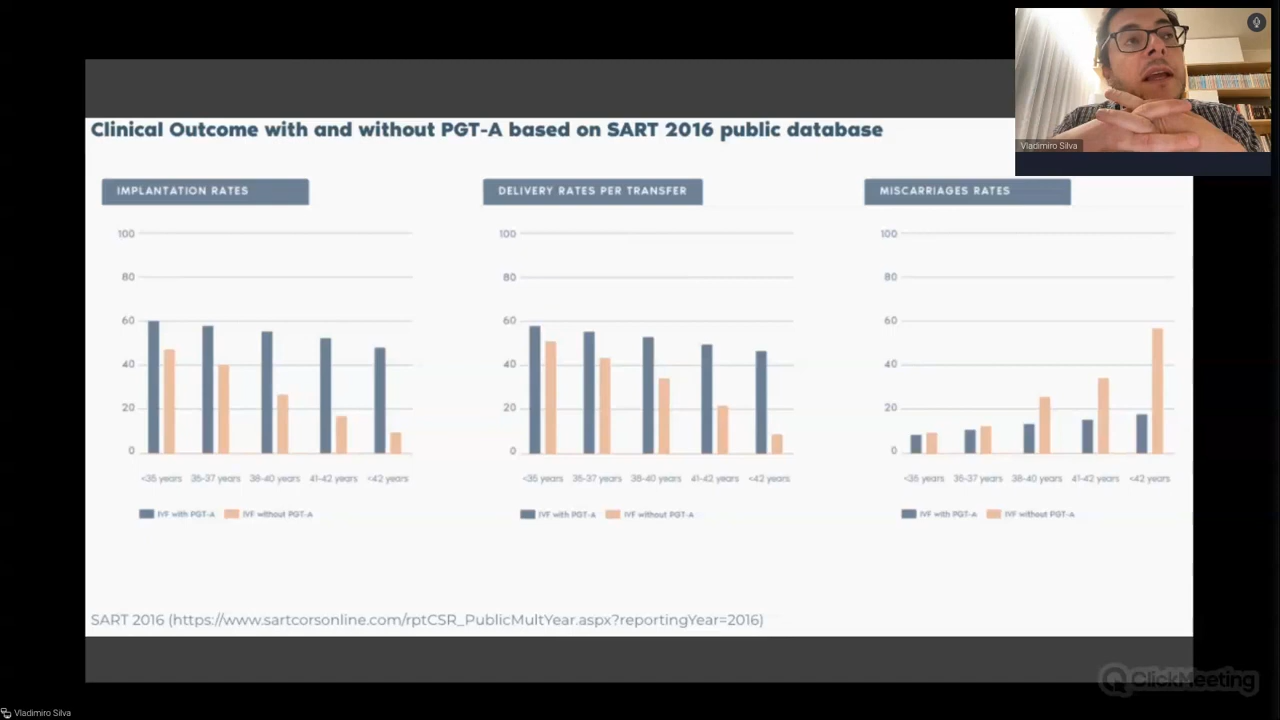 Clinical Outcome with and without PGT-A based on SART 2016 public database
Vladimiro Silva
IMPLANTATION RATES
100
80
60
40
20
0
<35 years 35-37 years 38-40 years 41-42 years <42 years
IVF with PGT-A IVF without PGT-A
DELIVERY RATES PER TRANSFER
100
80
60
40
20
0
<35 years 35-37 years 38-40 years 41-42 years <42 years
IVF with PGT-A IVF without PGT-A
MISCARRIAGES RATES
100
80
60
40
20
0
<35 years 35-37 years 38-40 years 41-42 years <42 years
IVF with PGT-A IVF without PGT-A
SART 2016 (https://www.sartcorsonline.com/rptCSR_PublicMultYear.aspx?reportingYear=2016)
ClickMeeting
Vladimiro Silva